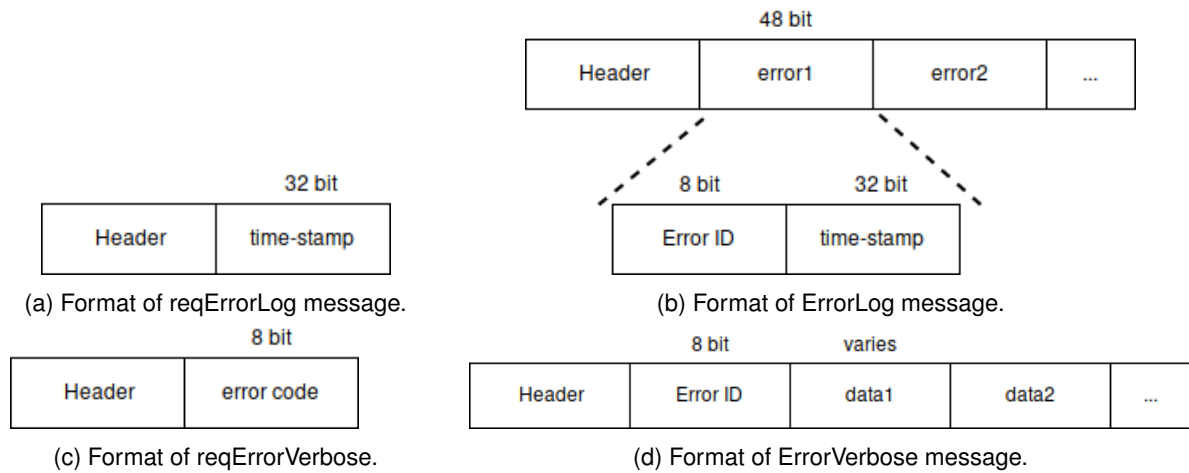 48 bit
Header error1 error2 ...
8 bit 32 bit
Error ID time-stamp
32 bit
Header time-stamp
(a) Format of reqErrorLog message.
(b) Format of ErrorLog message.
8 bit
Header error code
(c) Format of reqErrorVerbose.
8 bit varies
Header Error ID data1 data2 ...
(d) Format of ErrorVerbose message.